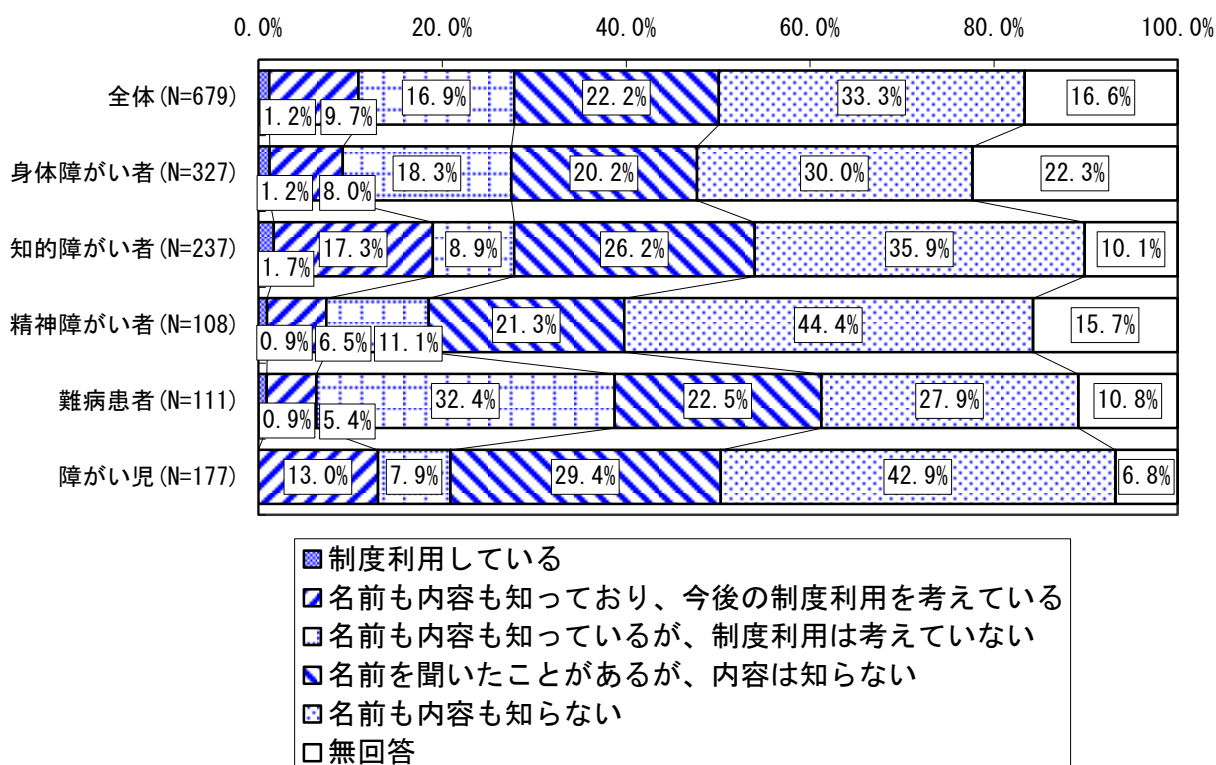 0.0% 20.0% 40.0% 60.0% 80.0% 100.0%
全体(N=679) 1.2% 9.7% 16.9% 22.2% 33.3% 16.6%
身体障がい者(N=327) 1.2% 8.0% 18.3% 20.2% 30.0% 22.3%
知的障がい者(N=237) 1.7% 17.3% 8.9% 26.2% 35.9% 10.1%
精神障がい者(N=108) 0.9% 6.5% 11.1% 21.3% 44.4% 15.7%
難病患者(N=111) 0.9% 5.4% 32.4% 22.5% 27.9% 10.8%
障がい児(N=177) 13.0% 7.9% 29.4% 42.9% 6.8%
制度利用している
名前も内容も知っており、今後の制度利用を考えている
名前も内容も知っているが、制度利用は考えていない
名前を聞いたことがあるが、内容は知らない
名前も内容も知らない
無回答